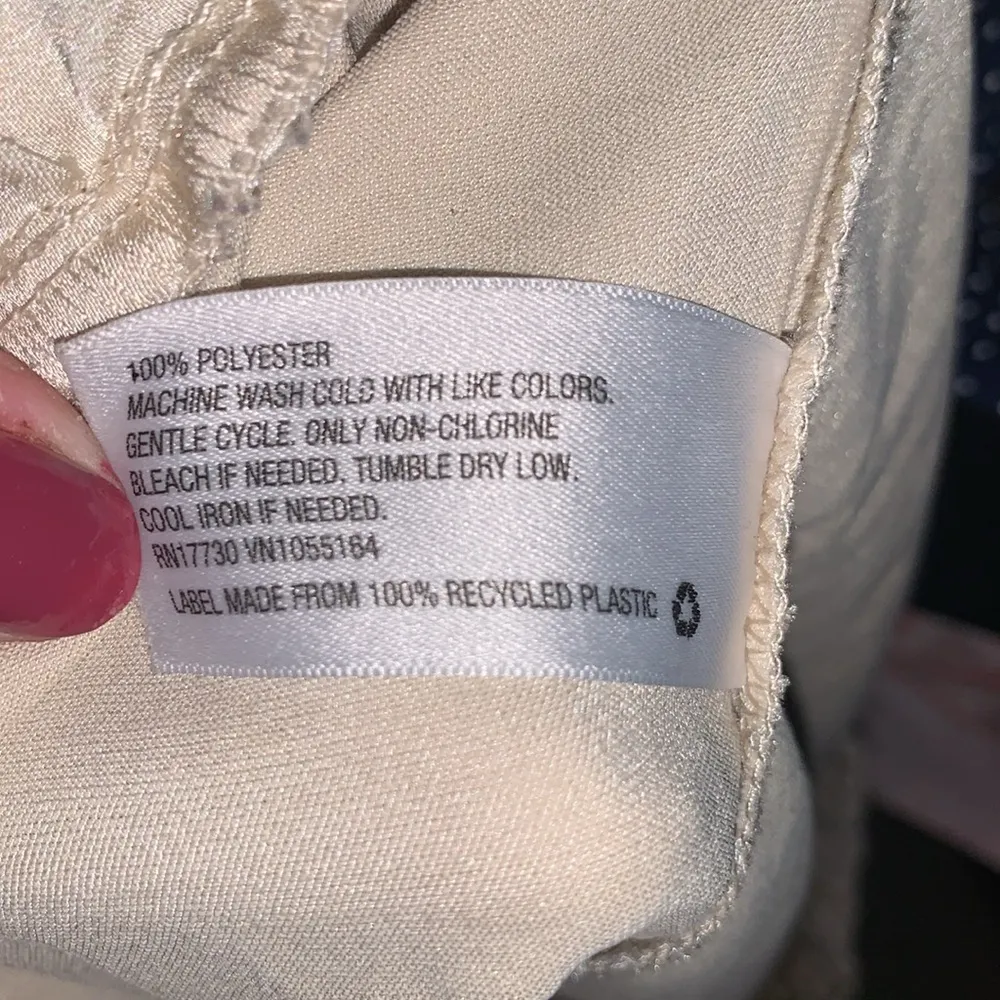 100% POLYESTER
MACHINE WASH COLD WITH LIKE COLORS.
GENTLE CYCLE. ONLY NON-CHLORINE
BLEACH IF NEEDED. TUMBLE DRY LOW.
COOL IRON IF NEEDED.
RN17730 VN1055184
LABEL MADE FROM 100% RECYCLED PLASTIC